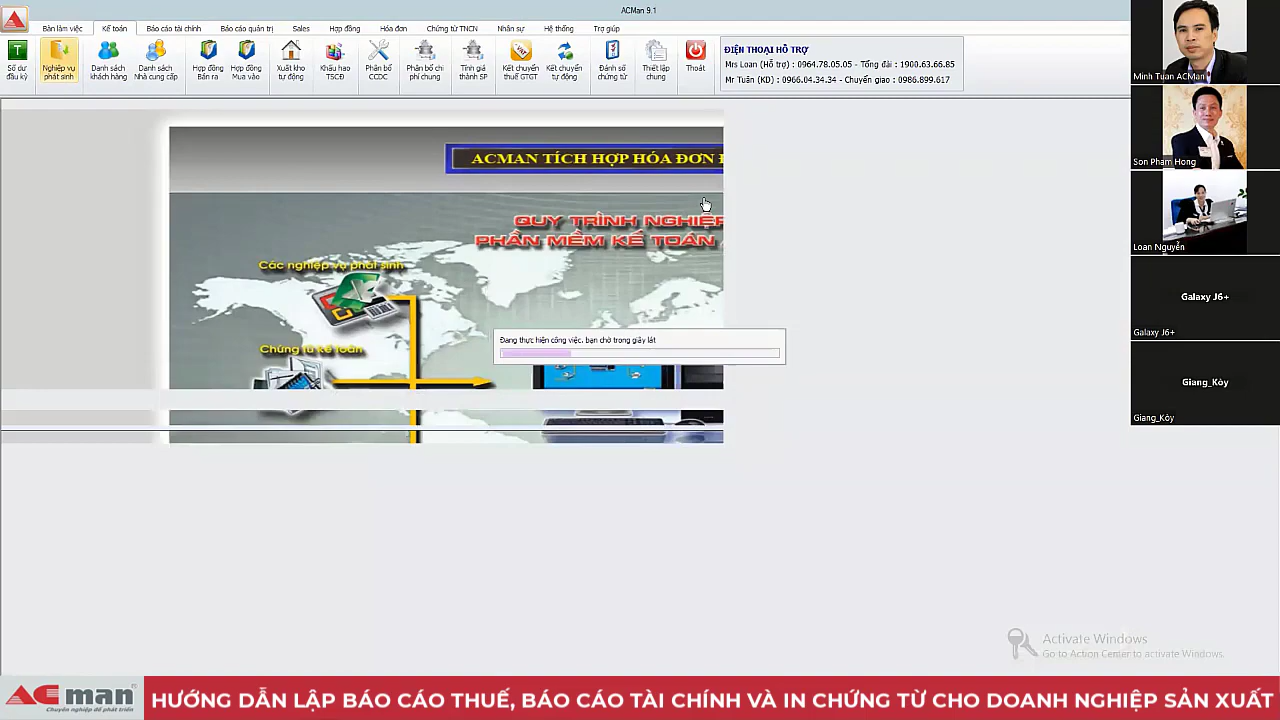 ACMan 9.1
Bàn làm việc Kế toán Báo cáo tài chính Báo cáo quản trị Sales Hợp đồng Hóa đơn Chứng từ TNCN Nhân sự Hệ thống Trợ giúp
Số dư đầu kỳ
Nghiệp vụ phát sinh
Danh sách khách hàng
Danh sách Nhà cung cấp
Hợp đồng Bán ra
Hợp đồng Mua vào
Xuất kho tự động
Khấu hao TSCĐ
Phân bổ CCDC
Phân bổ chi phí chung
Tính giá thành SP
Kết chuyển thuế GTGT
Kết chuyển tự động
Đánh số chứng từ
Thiết lập chung
Thoát
ĐIỆN THOẠI HỖ TRỢ
Mrs Loan (Hỗ trợ) : 0964.78.05.05 - Tổng đài : 1900.63.66.85
Mr Tuân (KD) : 0966.04.34.34 - Chuyển giao : 0986.899.617
ACMAN TÍCH HỢP HÓA ĐƠN
QUY TRÌNH NGHIỆP
PHẦN MỀM KẾ TOÁN
Các nghiệp vụ phát sinh
Chứng từ kế toán
Đang thực hiện công việc, bạn chờ trong giây lát
Minh Tuan ACMan
Son Pham Hong
Loan Nguyễn
Galaxy J6+
Galaxy J6+
Giang_Kòy
Giang_Kòy
Activate Windows
Go to Action Center to activate Windows.
ACman
Chuyên nghiệp để phát triển
HƯỚNG DẪN LẬP BÁO CÁO THUẾ, BÁO CÁO TÀI CHÍNH VÀ IN CHỨNG TỪ CHO DOANH NGHIỆP SẢN XUẤT